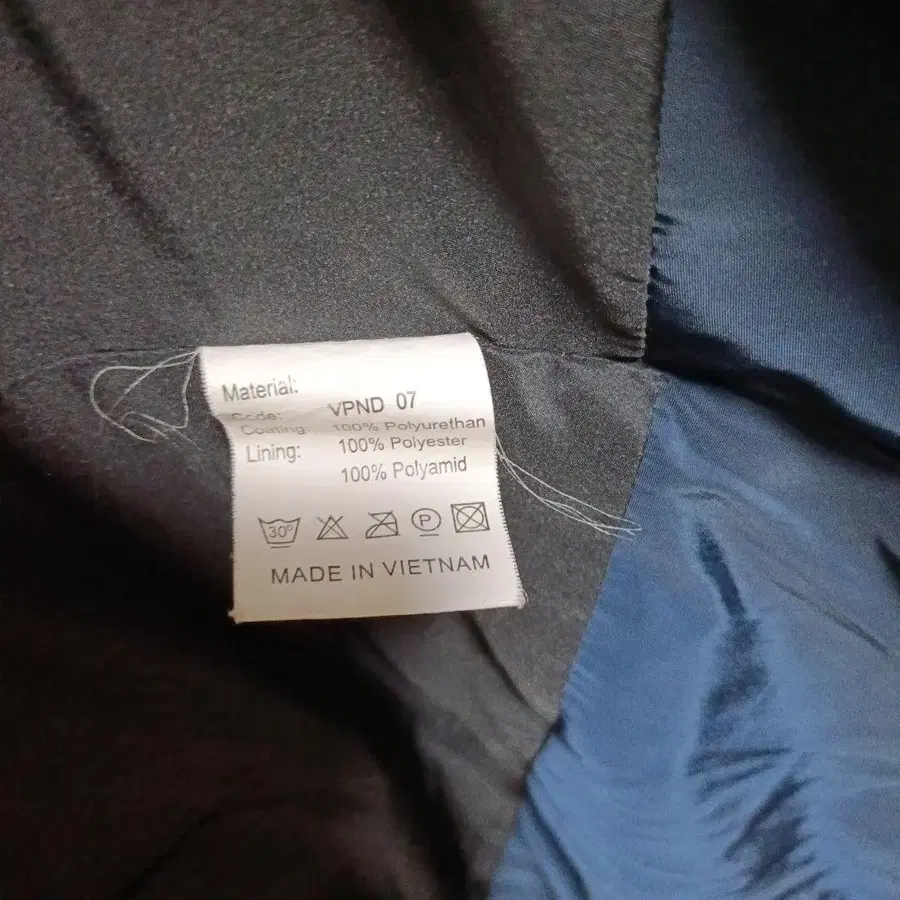 Material:
Code: VPND 07
Coating: 100% Polyurethan
Lining: 100% Polyester
100% Polyamid
30° P
MADE IN VIETNAM